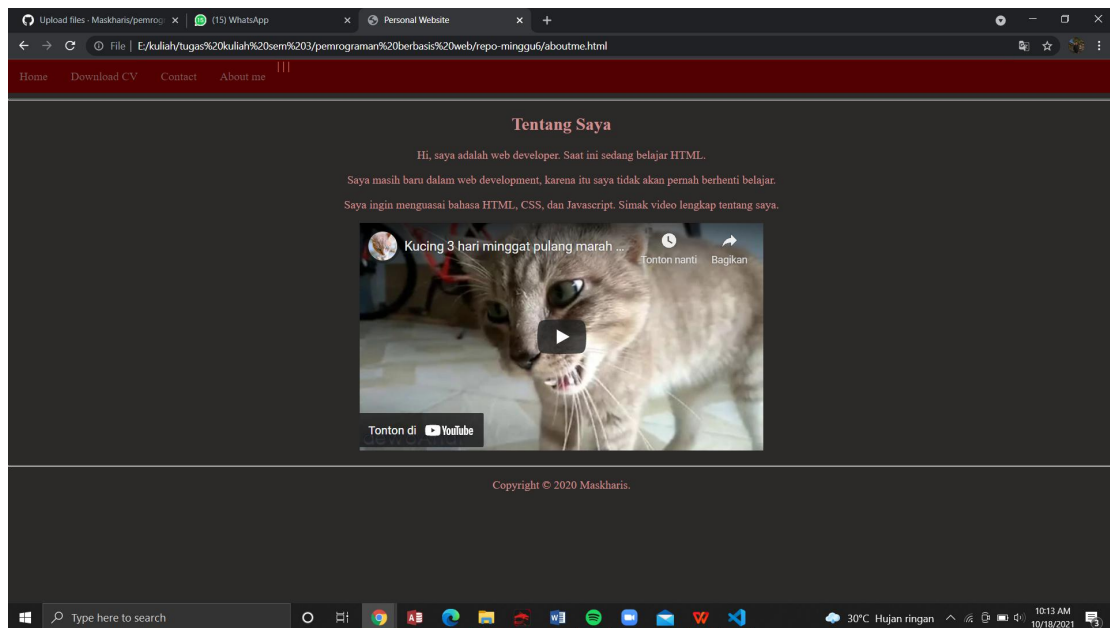 Upload files · Maskharis/pemrog
(15) WhatsApp
Personal Website
File | E:/kuliah/tugas%20kuliah%20sem%203/pemrograman%20berbasis%20web/repo-minggu6/aboutme.html
Home Download CV Contact About me | | |
Tentang Saya
Hi, saya adalah web developer. Saat ini sedang belajar HTML.
Saya masih baru dalam web development, karena itu saya tidak akan pernah berhenti belajar.
Saya ingin menguasai bahasa HTML, CSS, dan Javascript. Simak video lengkap tentang saya.
Kucing 3 hari minggat pulang marah ...
Tonton nanti Bagikan
Tonton di YouTube
Copyright © 2020 Maskharis.
Type here to search
30°C Hujan ringan
10:13 AM
10/18/2021
3